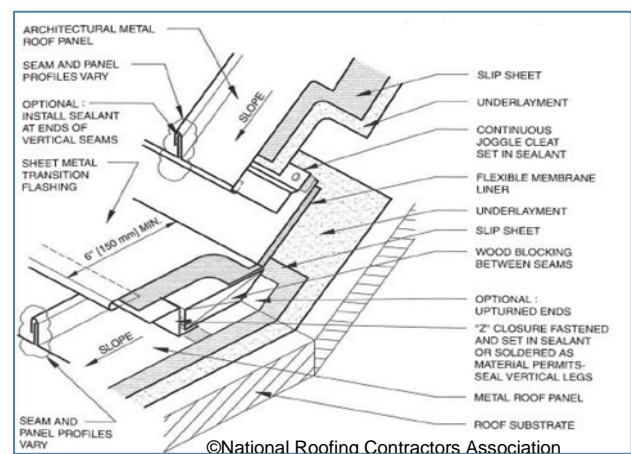 ARCHITECTURAL METAL
ROOF PANEL
SEAM AND PANEL
PROFILES VARY
OPTIONAL :
INSTALL SEALANT
AT ENDS OF
VERTICAL SEAMS
SHEET METAL
TRANSITION
FLASHING
SLOPE
6" [150 mm] MIN.
SLOPE
SEAM AND
PANEL PROFILES
VARY
SLIP SHEET
UNDERLAYMENT
CONTINUOUS
JOGGLE CLEAT
SET IN SEALANT
FLEXIBLE MEMBRANE
LINER
UNDERLAYMENT
SLIP SHEET
WOOD BLOCKING
BETWEEN SEAMS
OPTIONAL :
UPTURNED ENDS
"Z" CLOSURE FASTENED
AND SET IN SEALANT
OR SOLDERED AS
MATERIAL PERMITS-
SEAL VERTICAL LEGS
METAL ROOF PANEL
ROOF SUBSTRATE
©National Roofing Contractors Association